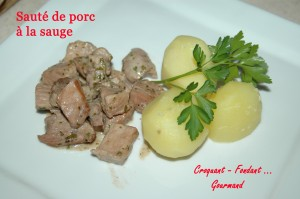 Sauté de porc
à la sauge
Croquant - Fondant ...
Gourmand